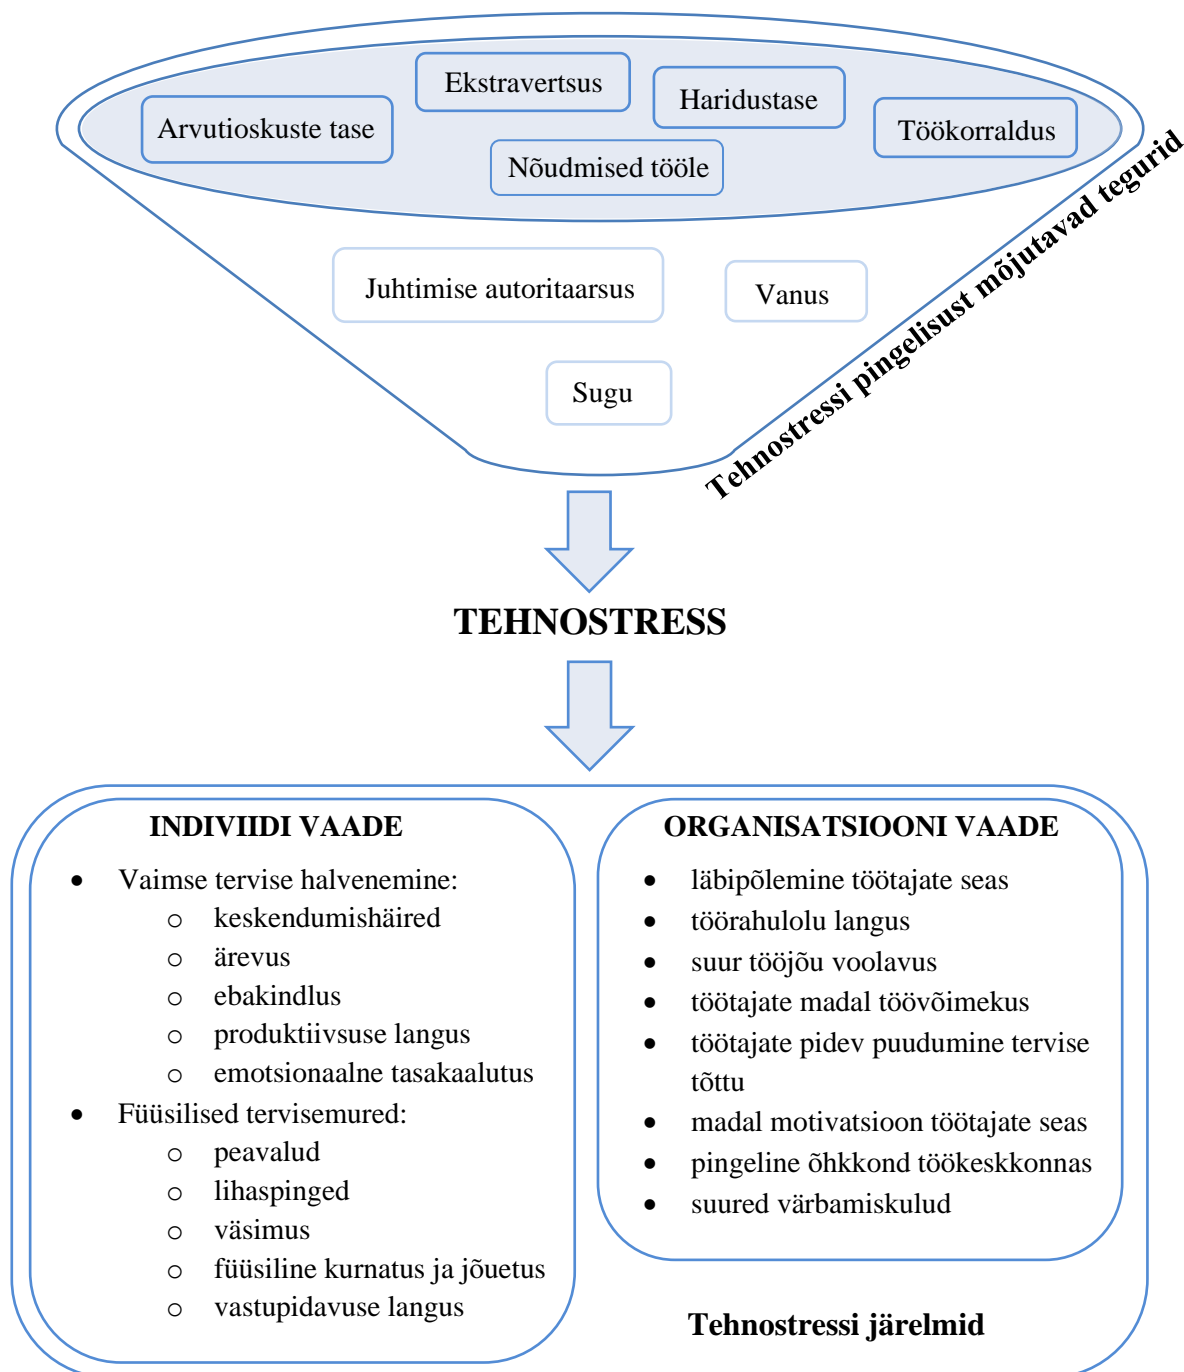 Ekstravertsus
Haridustase
Arvutioskuste tase
Töökorraldus
Nõudmised tööle
Juhtimise autoritaarsus
Vanus
Sugu
Tehnostressi pingelisust mõjutavad tegurid
TEHNOSTRESS
INDIVIIDI VAADE
• Vaimse tervise halvenemine:
o keskendumishäired
o ärevus
o ebakindlus
o produktiivsuse langus
o emotsionaalne tasakaalutus
• Füüsilised tervisemured:
o peavalud
o lihaspinged
o väsimus
o füüsiline kurnatus ja jõuetus
o vastupidavuse langus
ORGANISATSIOONI VAADE
• läbipõlemine töötajate seas
• töörahulolu langus
• suur tööjõu voolavus
• töötajate madal töövõimekus
• töötajate pidev puudumine tervise
tõttu
• madal motivatsioon töötajate seas
• pingeline õhkkond töökeskkonnas
• suured värbamiskulud
Tehnostressi järelmid